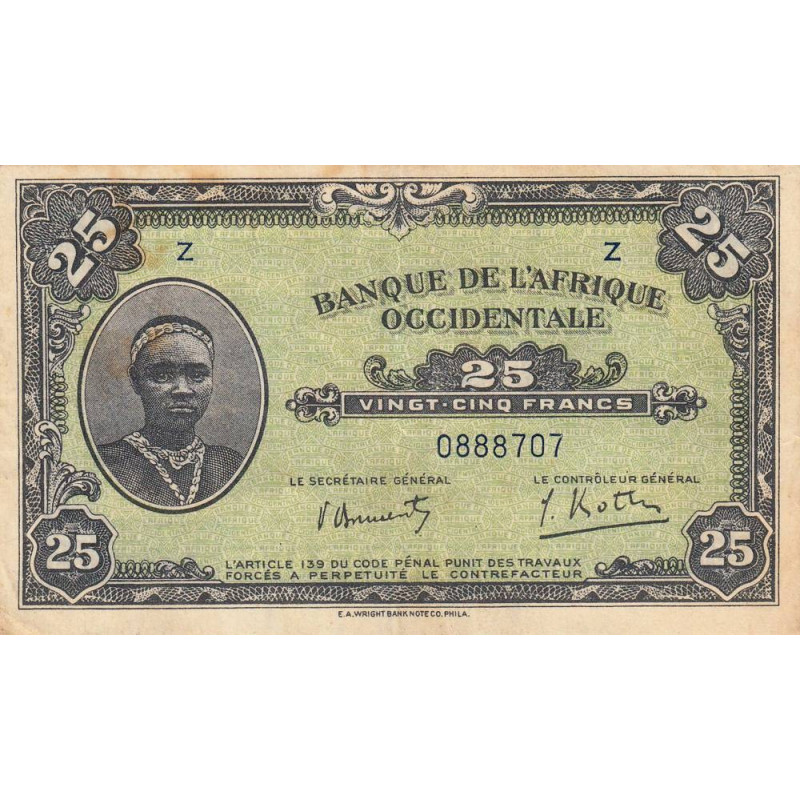 25
25
Z
Z
BANQUE DE L'AFRIQUE
OCCIDENTALE
25
VINGT-CINQ FRANCS
0888707
LE SECRÉTAIRE GÉNÉRAL
LE CONTRÔLEUR GÉNÉRAL
25
25
L'ARTICLE 139 DU CODE PÉNAL PUNIT DES TRAVAUX
FORCÉS A PERPETUITÉ LE CONTREFACTEUR
E.A. WRIGHT BANK NOTE CO. PHILA.